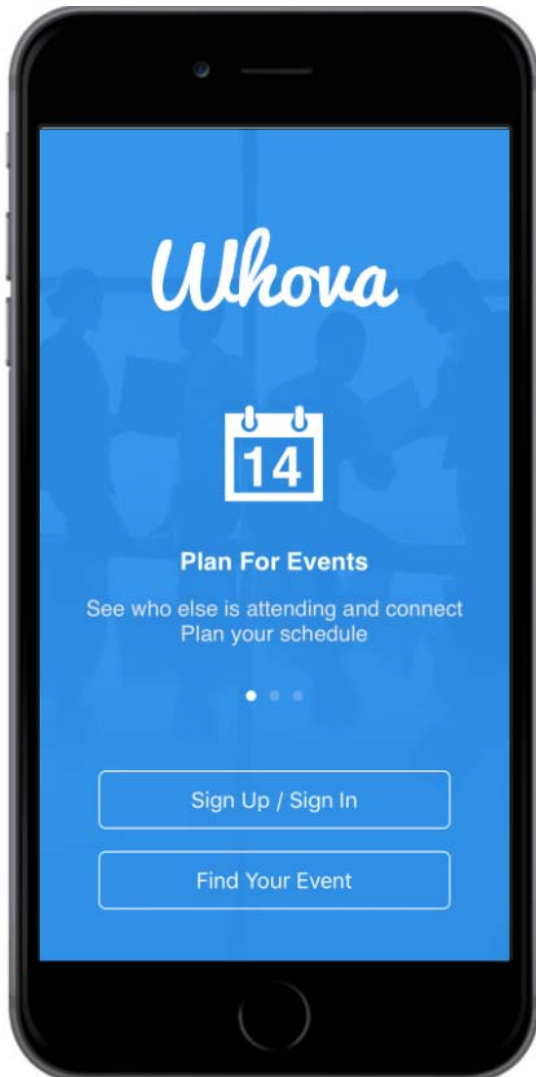 Whova
14
Plan For Events
See who else is attending and connect
Plan your schedule
Sign Up / Sign In
Find Your Event